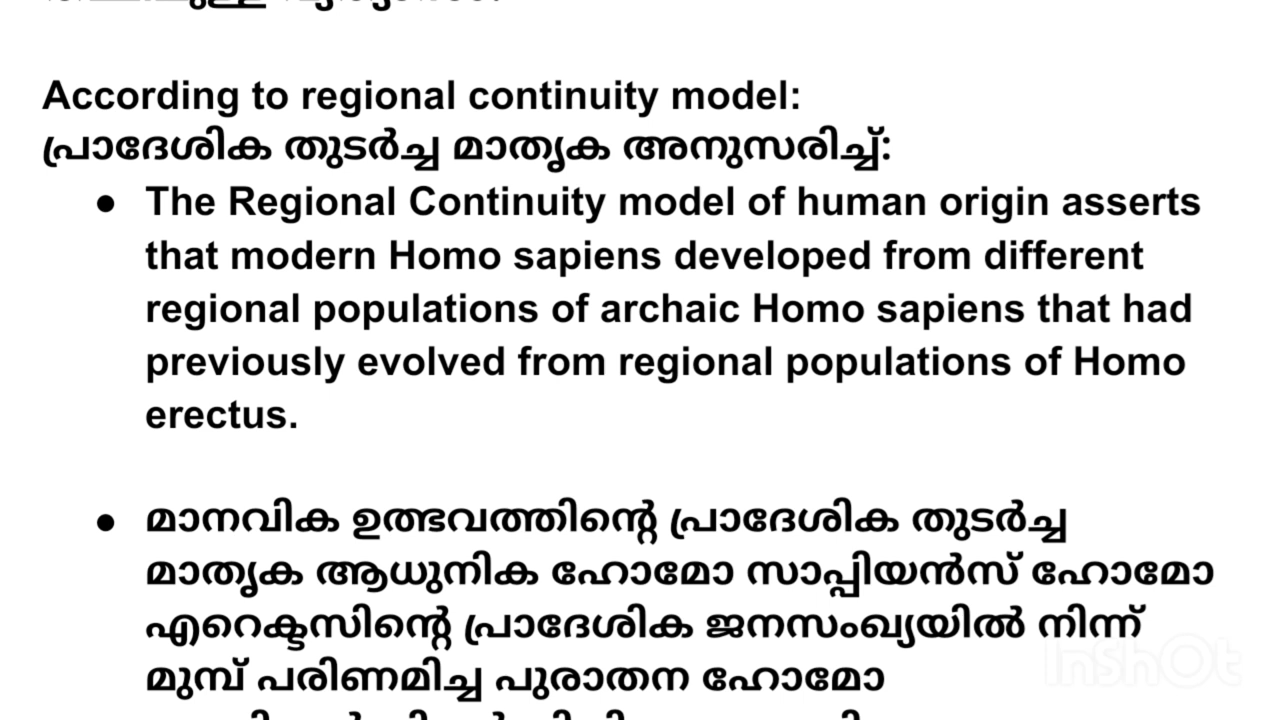 According to regional continuity model:
പ്രാദേശിക തുടർച്ച മാതൃക അനുസരിച്ച്:
● The Regional Continuity model of human origin asserts
that modern Homo sapiens developed from different
regional populations of archaic Homo sapiens that had
previously evolved from regional populations of Homo
erectus.
● മാനവിക ഉത്ഭവത്തിന്റെ പ്രാദേശിക തുടർച്ച
മാതൃക ആധുനിക ഹോമോ സാപ്പിയൻസ് ഹോമോ
എറെക്ടസിന്റെ പ്രാദേശിക ജനസംഖ്യയിൽ നിന്ന്
മുമ്പ് പരിണമിച്ച പുരാതന ഹോമോ
InShOt